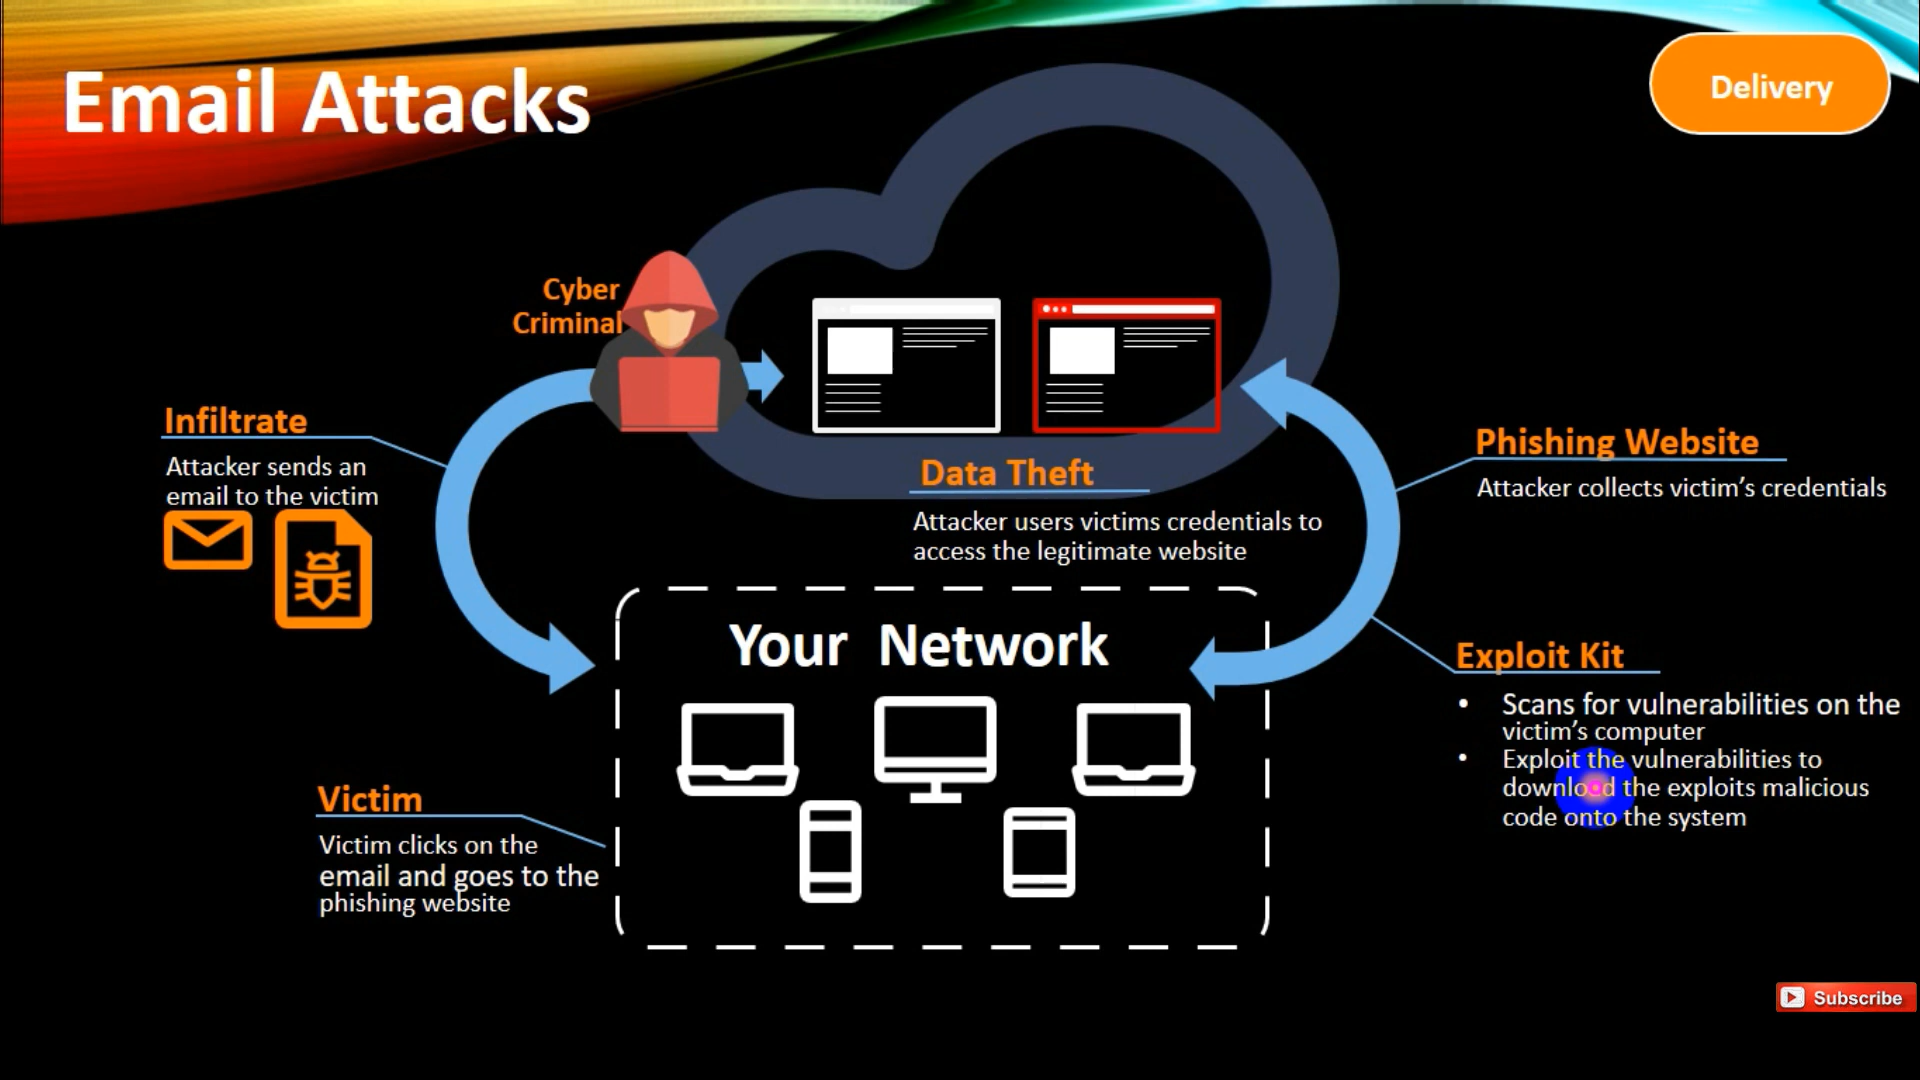 Email Attacks
Delivery
Cyber
Criminal
Infiltrate
Attacker sends an
email to the victim
Data Theft
Attacker users victims credentials to
access the legitimate website
Phishing Website
Attacker collects victim's credentials
Your Network
Exploit Kit
• Scans for vulnerabilities on the
victim's computer
• Exploit the vulnerabilities to
download the exploits malicious
code onto the system
Victim
Victim clicks on the
email and goes to the
phishing website
Subscribe